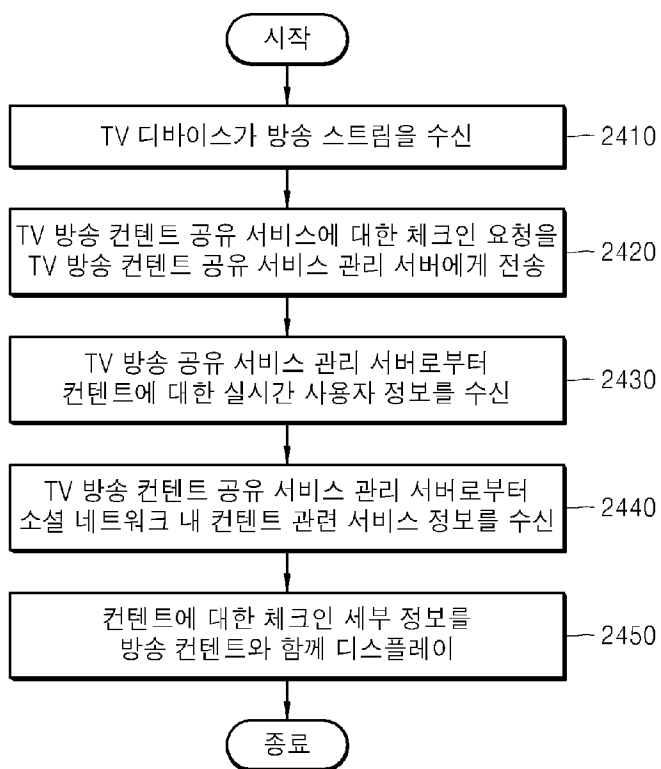 시작
TV 디바이스가 방송 스트림을 수신
2410
TV 방송 컨텐트 공유 서비스에 대한 체크인 요청을
TV 방송 컨텐트 공유 서비스 관리 서버에게 전송
2420
TV 방송 공유 서비스 관리 서버로부터
컨텐트에 대한 실시간 사용자 정보를 수신
2430
TV 방송 컨텐트 공유 서비스 관리 서버로부터
소셜 네트워크 내 컨텐트 관련 서비스 정보를 수신
2440
컨텐트에 대한 체크인 세부 정보를
방송 컨텐트와 함께 디스플레이
2450
종료